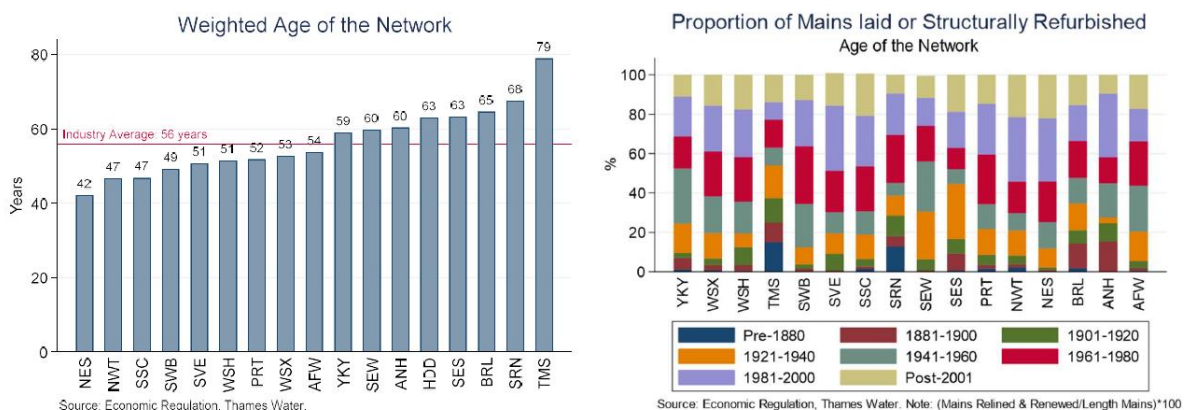 Weighted Age of the Network
80
60
40
20
0
Years
Industry Average: 56 years
42
47
47
49
51
51
52
53
54
59
60
60
63
63
65
68
79
NES
NWT
SSC
SWB
SVE
WSH
PRT
WSX
AFW
YKY
SEW
ANH
HDD
SES
BRL
SRN
TMS
Source: Economic Regulation, Thames Water.
Proportion of Mains laid or Structurally Refurbished
Age of the Network
100
80
60
40
20
0
%
YKY
WSX
WSH
TMS
SWB
SVE
SSC
SRN
SEW
SES
PRT
NWT
NES
BRL
ANH
AFW
Pre-1880
1881-1900
1901-1920
1921-1940
1941-1960
1961-1980
1981-2000
Post-2001
Source: Economic Regulation, Thames Water. Note: (Mains Relined & Renewed/Length Mains)*100